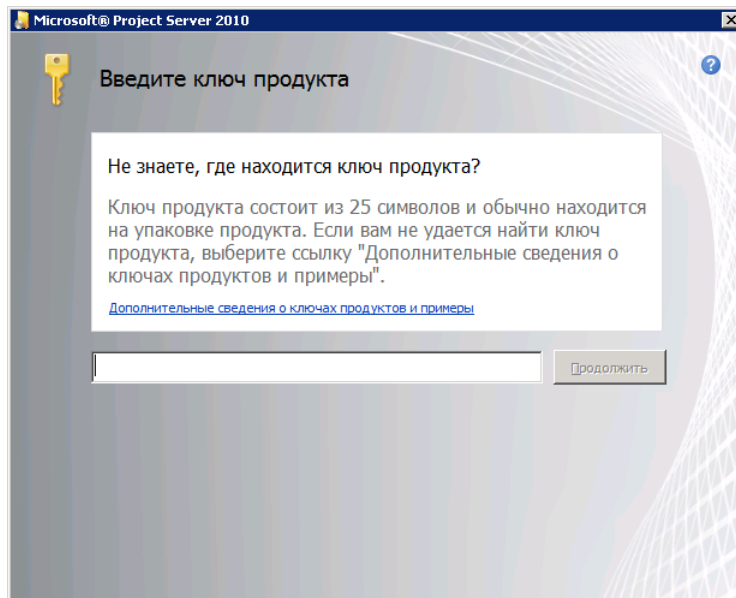 Microsoft® Project Server 2010
Введите ключ продукта
Не знаете, где находится ключ продукта?
Ключ продукта состоит из 25 символов и обычно находится
на упаковке продукта. Если вам не удается найти ключ
продукта, выберите ссылку "Дополнительные сведения о
ключах продуктов и примеры".
Дополнительные сведения о ключах продуктов и примеры
Продолжить